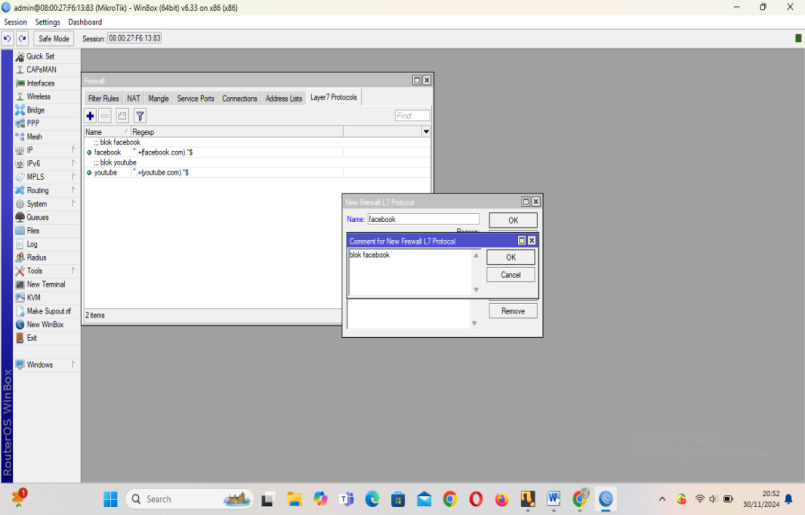 admin@08:00:27:F6:13:83 (MikroTik) - WinBox (64bit) v6.33 on x86 (x86)
Session Settings Dashboard
Safe Mode Session: 08:00:27:F6:13:83
Quick Set
CAPsMAN
Interfaces
Wireless
Bridge
PPP
Mesh
IP
IPv6
MPLS
Routing
System
Queues
Files
Log
Radius
Tools
New Terminal
KVM
Make Supout.rif
New WinBox
Exit
Windows
RouterOS WinBox
Firewall
Filter Rules NAT Mangle Service Ports Connections Address Lists Layer7 Protocols
Find
Name Regexp
;;; blok facebook
facebook ^.+(facebook.com).*$
;;; blok youtube
youtube ^.+(youtube.com).*$
2 items
New Firewall L7 Protocol
Name: facebook OK
Comment for New Firewall L7 Protocol
blok facebook
OK
Cancel
Remove
Search
20:52
30/11/2024